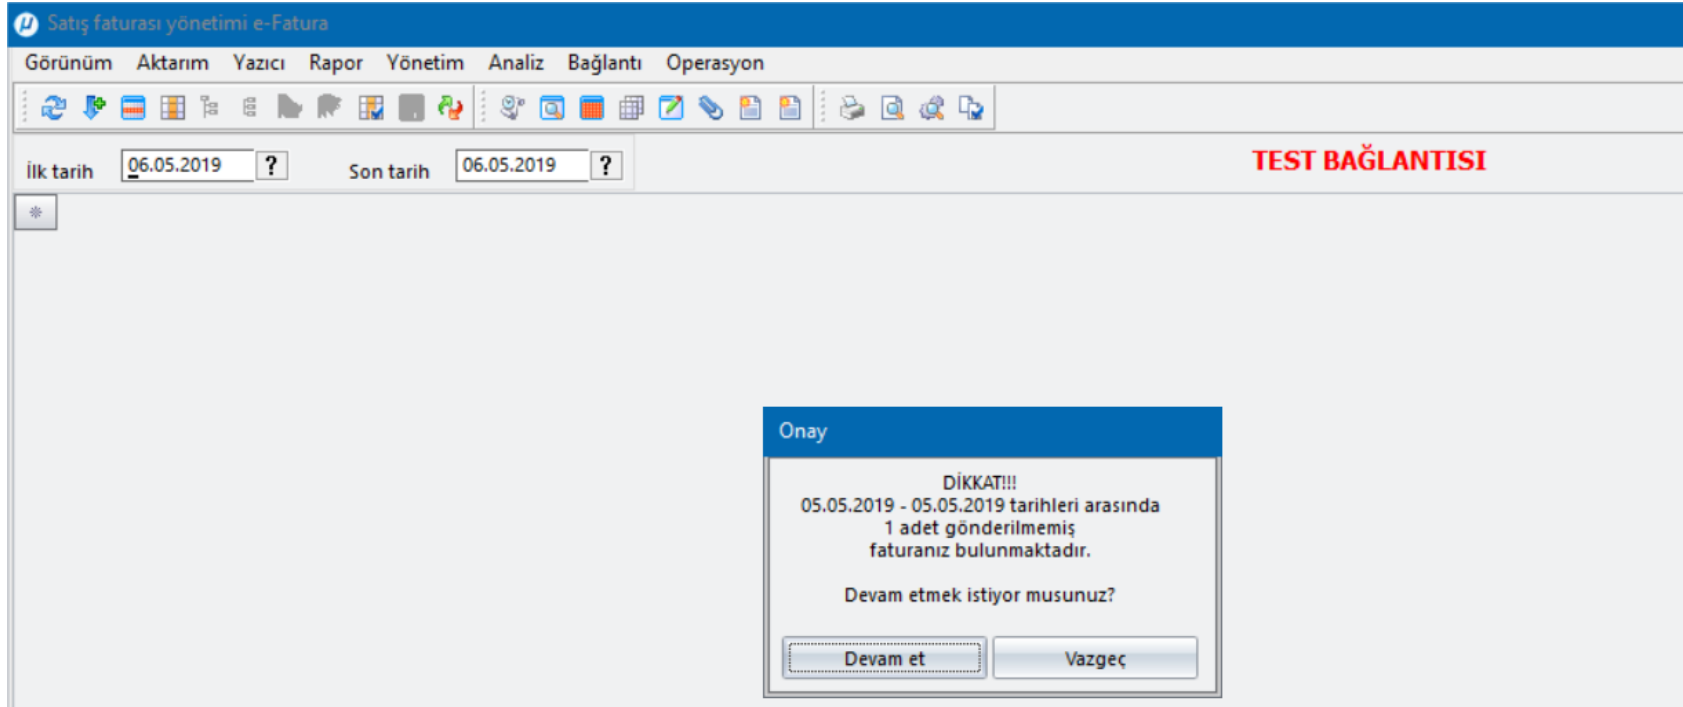 Satış faturası yönetimi e-Fatura
Görünüm Aktarım Yazıcı Rapor Yönetim Analiz Bağlantı Operasyon
İlk tarih 06.05.2019 ? Son tarih 06.05.2019 ? TEST BAĞLANTISI
Onay
DİKKAT!!!
05.05.2019 - 05.05.2019 tarihleri arasında
1 adet gönderilmemiş
faturanız bulunmaktadır.
Devam etmek istiyor musunuz?
Devam et Vazgeç